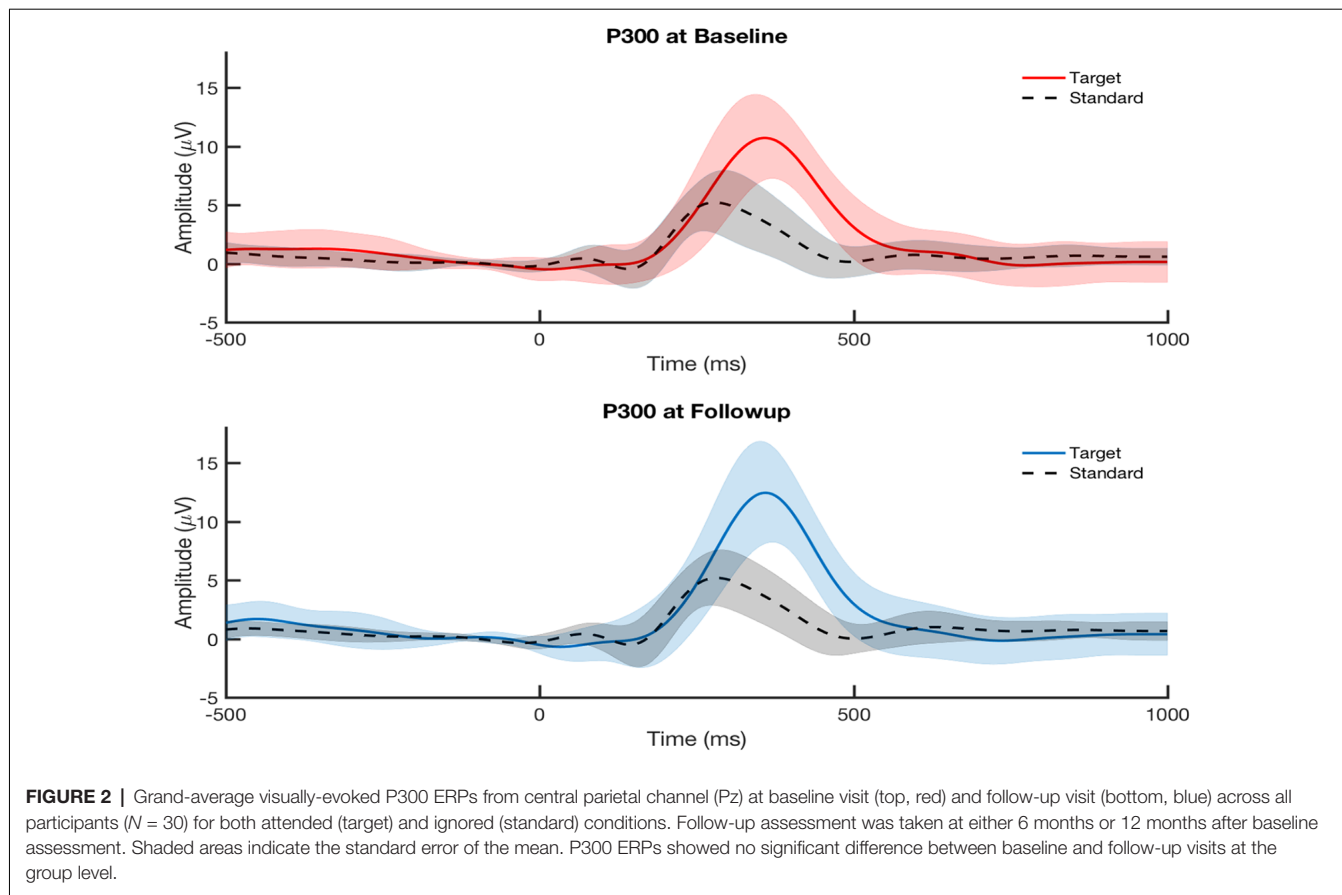 P300 at Baseline
Target
Standard
Amplitude (μV)
15
10
5
0
-5
-500
0
500
1000
Time (ms)
P300 at Followup
Target
Standard
Amplitude (μV)
15
10
5
0
-5
-500
0
500
1000
Time (ms)
FIGURE 2 | Grand-average visually-evoked P300 ERPs from central parietal channel (Pz) at baseline visit (top, red) and follow-up visit (bottom, blue) across all
participants (N = 30) for both attended (target) and ignored (standard) conditions. Follow-up assessment was taken at either 6 months or 12 months after baseline
assessment. Shaded areas indicate the standard error of the mean. P300 ERPs showed no significant difference between baseline and follow-up visits at the
group level.